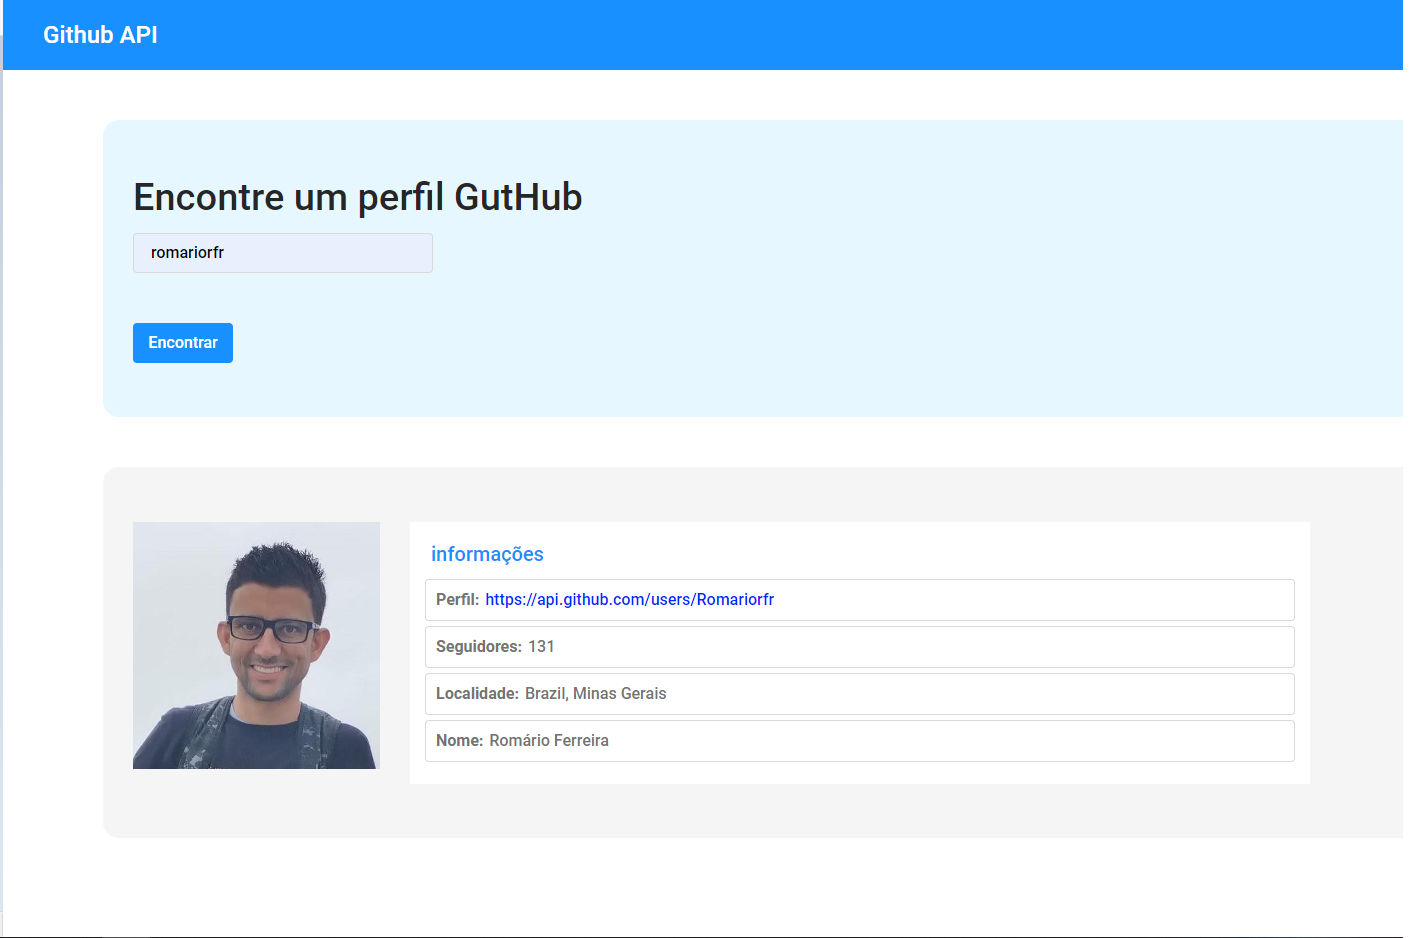 Github API
Encontre um perfil GutHub
romariorfr
Encontrar
informações
Perfil: https://api.github.com/users/Romariorfr
Seguidores: 131
Localidade: Brazil, Minas Gerais
Nome: Romário Ferreira